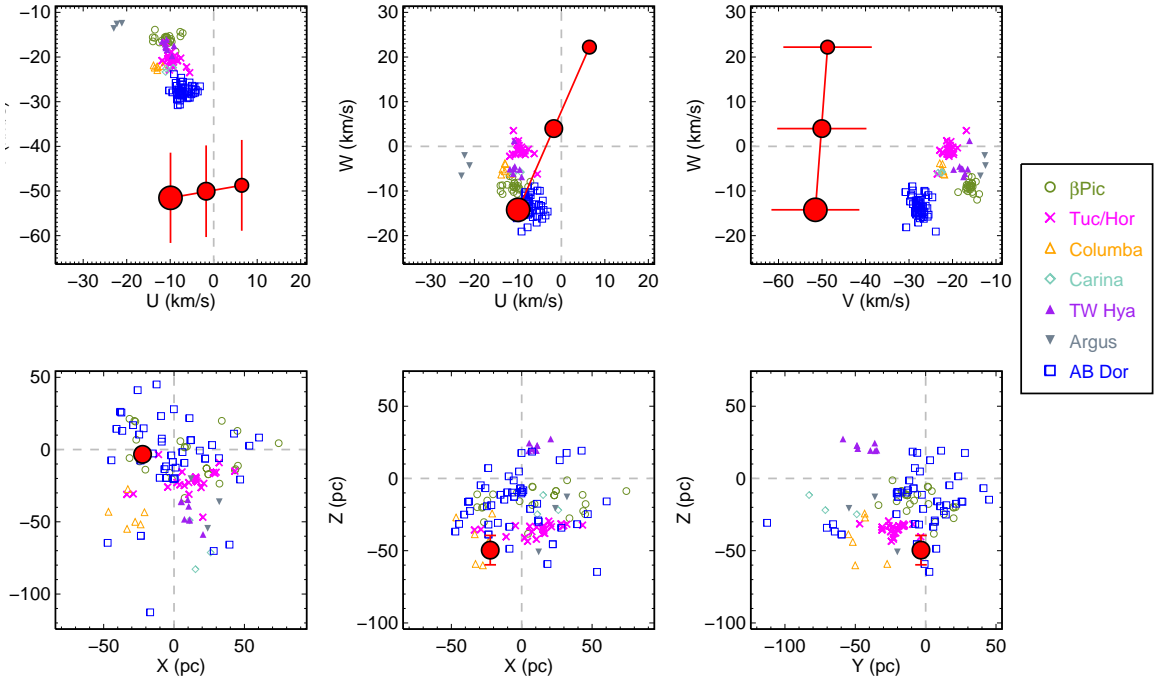 −10
−20
−30
−40
−50
−60
−30 −20 −10 0 10 20
U (km/s)
W (km/s)
30
20
10
0
−10
−20
−30 −20 −10 0 10 20
U (km/s)
W (km/s)
30
20
10
0
−10
−20
−60 −50 −40 −30 −20 −10
V (km/s)
βPic
Tuc/Hor
Columba
Carina
TW Hya
Argus
AB Dor
50
0
−50
−100
−50 0 50
X (pc)
Z (pc)
50
0
−50
−100
−50 0 50
X (pc)
Z (pc)
50
0
−50
−100
−100 −50 0 50
Y (pc)